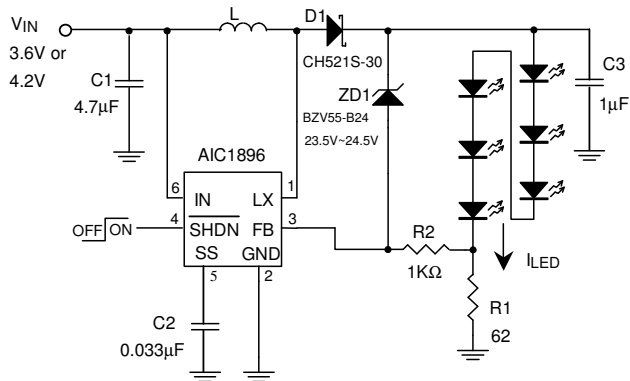 L
D1
VIN
3.6V or
4.2V
CH521S-30
C1
4.7µF
ZD1
BZV55-B24
23.5V~24.5V
C3
1µF
AIC1896
6 IN
LX 1
OFF ON
4 SHDN
FB 3
SS
GND
5
2
R2
1KΩ
ILED
C2
0.033µF
R1
62